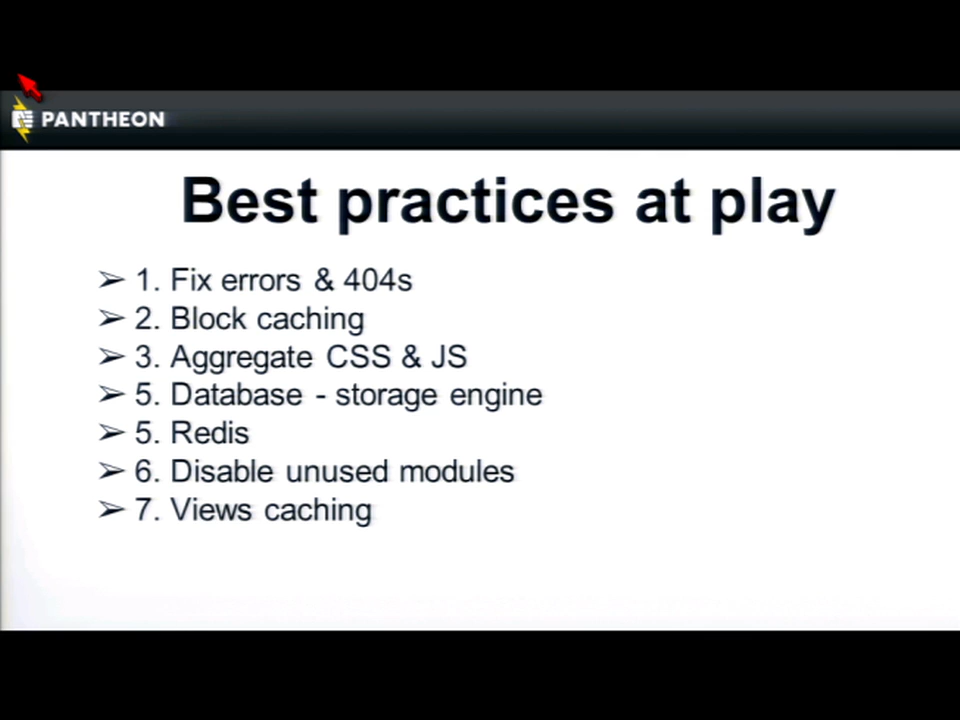 PANTHEON
Best practices at play
➢ 1. Fix errors & 404s
➢ 2. Block caching
➢ 3. Aggregate CSS & JS
➢ 5. Database - storage engine
➢ 5. Redis
➢ 6. Disable unused modules
➢ 7. Views caching